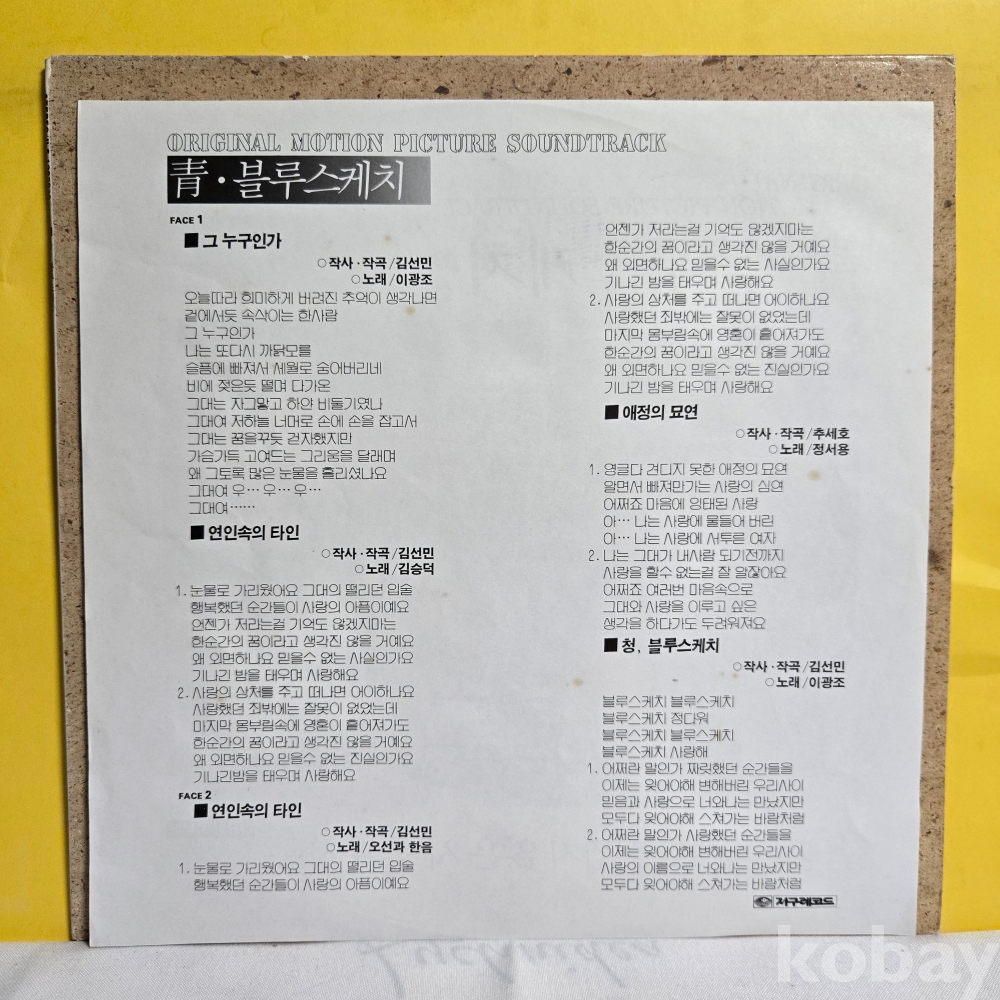 ORIGINAL MOTION PICTURE SOUNDTRACK
青·블루스케치
FACE 1
■ 그 누구인가
○작사·작곡/김선민
○노래/이광조
오늘따라 희미하게 버려진 추억이 생각나면
곁에서듯 속삭이는 한사람
그 누구인가
나는 또다시 까닭모를
슬픔에 빠져서 세월로 숨어버리네
비에 젖은듯 떨며 다가온
그대는 자그맣고 하얀 비둘기였나
그대여 저하늘 너머로 손에 손을 잡고서
그대는 꿈을꾸듯 걷자했지만
가슴가득 고여드는 그리움을 달래며
왜 그토록 많은 눈물을 흘리셨나요
그대여 우… 우… 우…
그대여……
■ 연인속의 타인
○작사·작곡/김선민
○노래/김승덕
1. 눈물로 가리웠어요 그대의 떨리던 입술
행복했던 순간들이 사랑의 아픔이예요
언젠가 저라는걸 기억도 않겠지마는
한순간의 꿈이라고 생각진 않을 거예요
왜 외면하나요 믿을수 없는 사실인가요
기나긴 밤을 태우며 사랑해요
2. 사랑의 상처를 주고 떠나면 어이하나요
사랑했던 죄밖에는 잘못이 없었는데
마지막 몸부림속에 영혼이 흩어져가도
한순간의 꿈이라고 생각진 않을 거예요
왜 외면하나요 믿을수 없는 진실인가요
기나긴밤을 태우며 사랑해요
FACE 2
■ 연인속의 타인
○작사·작곡/김선민
○노래/오선과 한음
1. 눈물로 가리웠어요 그대의 떨리던 입술
행복했던 순간들이 사랑의 아픔이예요
언젠가 저라는걸 기억도 않겠지마는
한순간의 꿈이라고 생각진 않을 거예요
왜 외면하나요 믿을수 없는 사실인가요
기나긴 밤을 태우며 사랑해요
2. 사랑의 상처를 주고 떠나면 어이하나요
사랑했던 죄밖에는 잘못이 없었는데
마지막 몸부림속에 영혼이 흩어져가도
한순간의 꿈이라고 생각진 않을 거예요
왜 외면하나요 믿을수 없는 진실인가요
기나긴 밤을 태우며 사랑해요
■ 애정의 묘연
○작사·작곡/추세호
○노래/정서용
1. 영글다 견디지 못한 애정의 묘연
알면서 빠져만가는 사랑의 심연
어쩌죠 마음에 잉태된 사랑
아… 나는 사랑에 물들어 버린
아… 나는 사랑에 서투른 여자
2. 나는 그대가 내사람 되기전까지
사랑을 할수 없는걸 잘 알잖아요
어쩌죠 여러번 마음속으로
그대와 사랑을 이루고 싶은
생각을 하다가도 두려워져요
■ 청, 블루스케치
○작사·작곡/김선민
○노래/이광조
블루스케치 블루스케치
블루스케치 정다워
블루스케치 블루스케치
블루스케치 사랑해
1. 어쩌란 말인가 짜릿했던 순간들을
이제는 잊어야해 변해버린 우리사이
믿음과 사랑으로 너와나는 만났지만
모두다 잊어야해 스쳐가는 바람처럼
2. 어쩌란 말인가 사랑했던 순간들을
이제는 잊어야해 변해버린 우리사이
사랑의 이름으로 너와나는 만났지만
모두다 잊어야해 스쳐가는 바람처럼
지구레코드
kobay